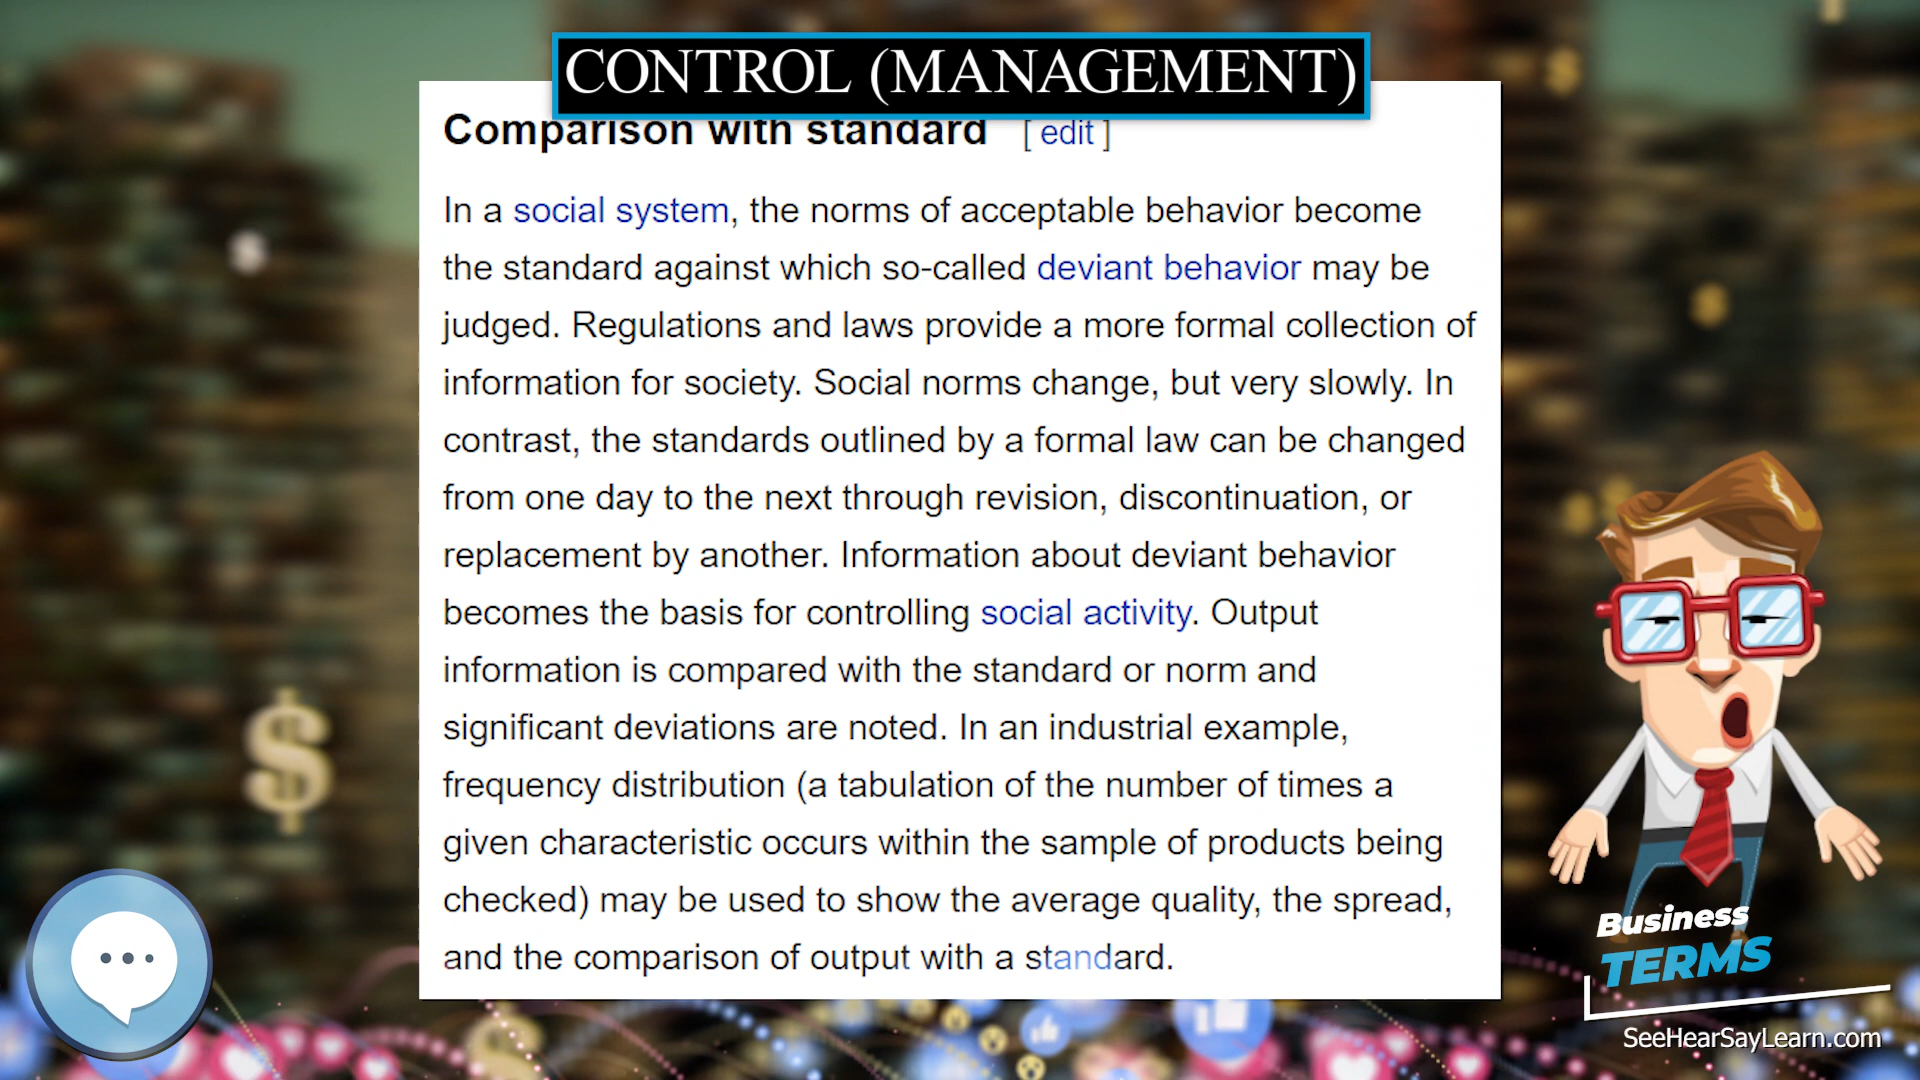 CONTROL (MANAGEMENT)
Comparison with standard [ edit ]
In a social system, the norms of acceptable behavior become
the standard against which so-called deviant behavior may be
judged. Regulations and laws provide a more formal collection of
information for society. Social norms change, but very slowly. In
contrast, the standards outlined by a formal law can be changed
from one day to the next through revision, discontinuation, or
replacement by another. Information about deviant behavior
becomes the basis for controlling social activity. Output
information is compared with the standard or norm and
significant deviations are noted. In an industrial example,
frequency distribution (a tabulation of the number of times a
given characteristic occurs within the sample of products being
checked) may be used to show the average quality, the spread,
and the comparison of output with a standard.
Business
TERMS
SeeHearSayLearn.com